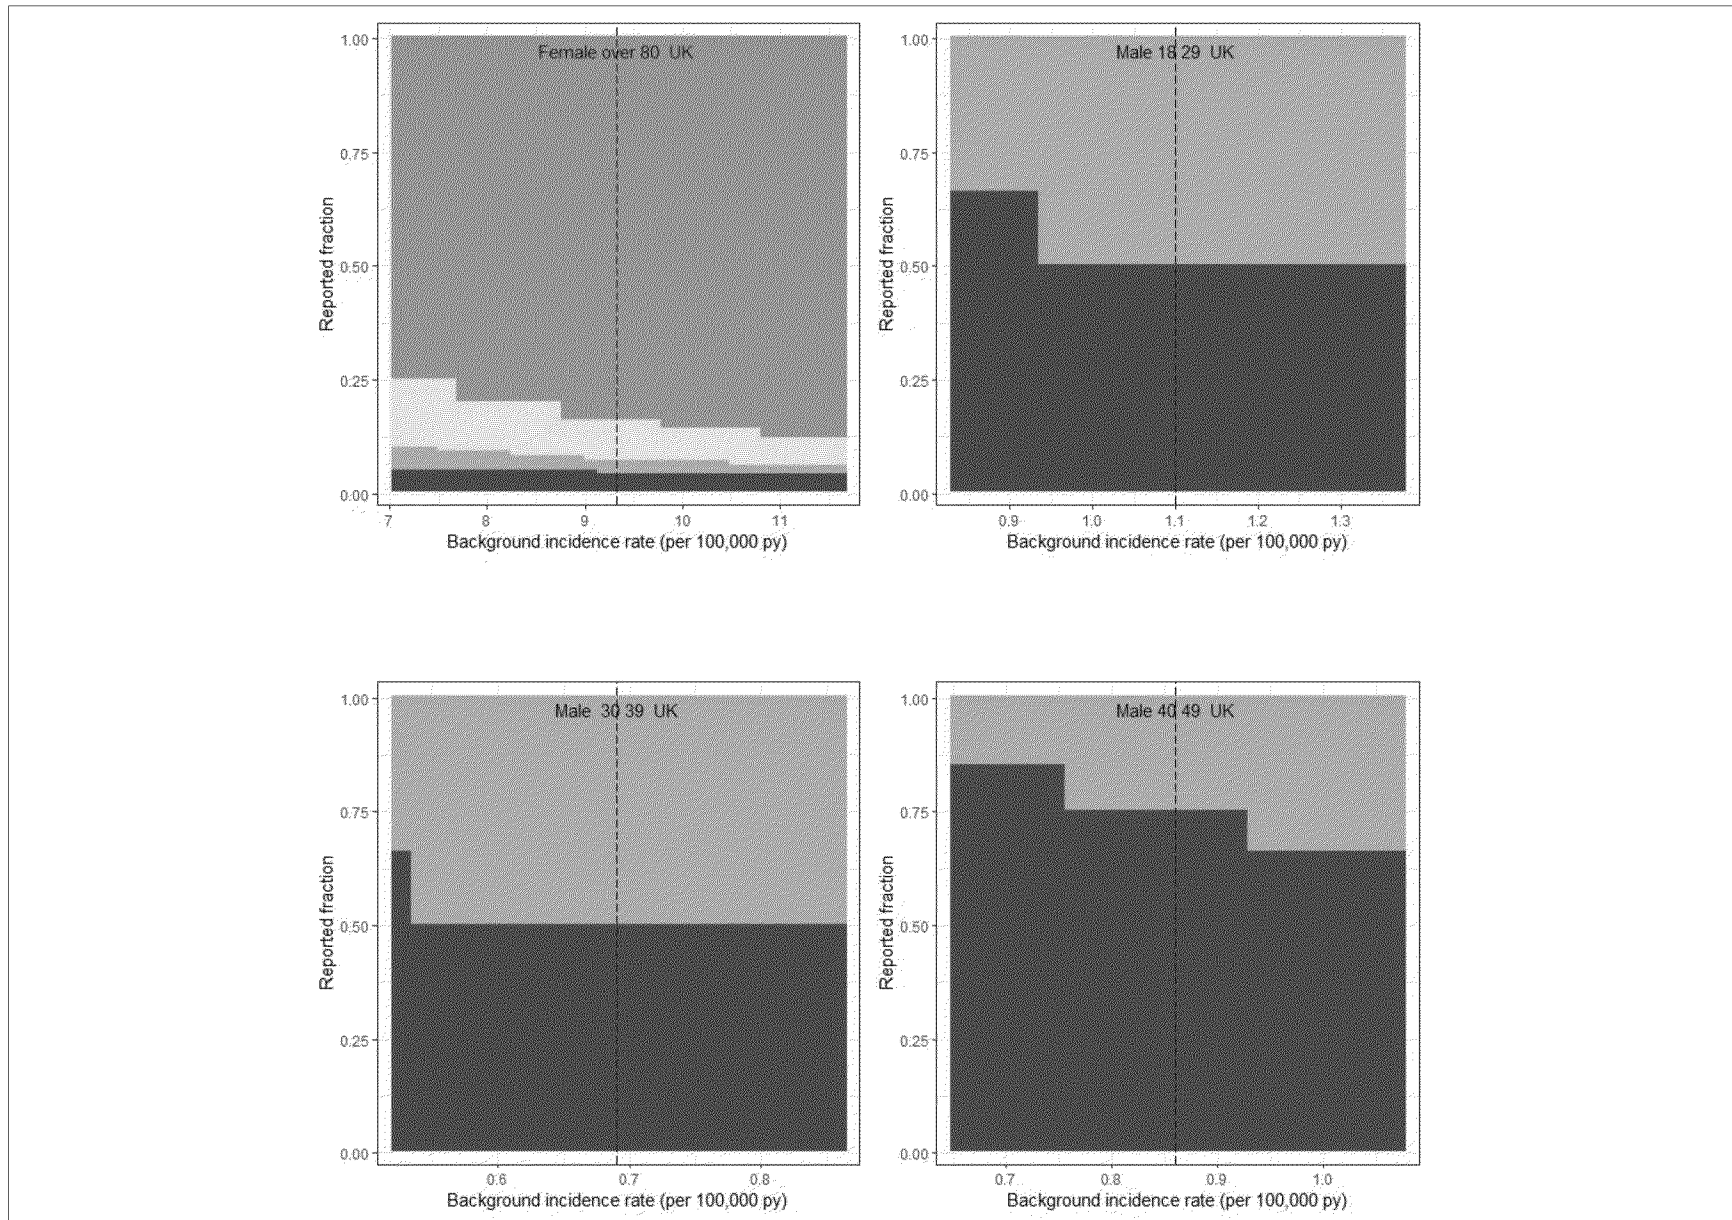 Female over 80 UK
1.00
0.75
0.50
0.25
0.00
Reported fraction
7 8 9 10 11
Background incidence rate (per 100,000 py)
Male 18 29 UK
1.00
0.75
0.50
0.25
0.00
Reported fraction
0.9 1.0 1.1 1.2 1.3
Background incidence rate (per 100,000 py)
Male 30 39 UK
1.00
0.75
0.50
0.25
0.00
Reported fraction
0.6 0.7 0.8
Background incidence rate (per 100,000 py)
Male 40 49 UK
1.00
0.75
0.50
0.25
0.00
Reported fraction
0.7 0.8 0.9 1.0
Background incidence rate (per 100,000 py)